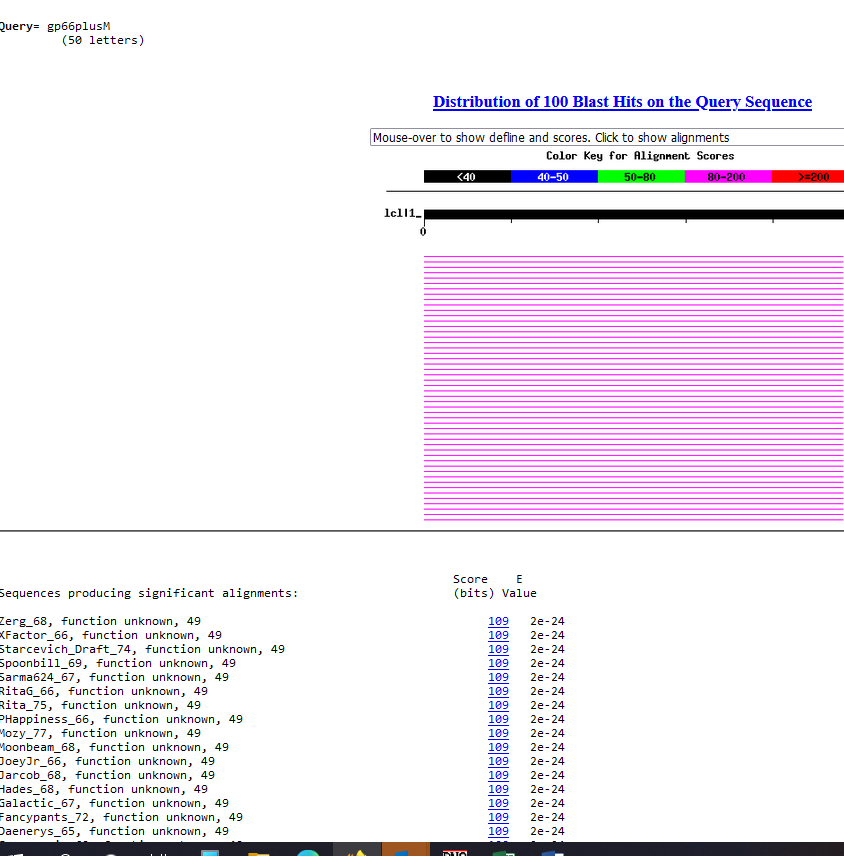 Query= gp66plusM
(50 letters)
Distribution of 100 Blast Hits on the Query Sequence
Mouse-over to show defline and scores. Click to show alignments
Color Key for Alignment Scores
<40 40-50 50-80 80-200 >=200
lcl|1_
0
Score E
Sequences producing significant alignments: (bits) Value
Zerg_68, function unknown, 49 109 2e-24
XFactor_66, function unknown, 49 109 2e-24
Starcevich_Draft_74, function unknown, 49 109 2e-24
Spoonbill_69, function unknown, 49 109 2e-24
Sarma624_67, function unknown, 49 109 2e-24
RitaG_66, function unknown, 49 109 2e-24
Rita_75, function unknown, 49 109 2e-24
PHappiness_66, function unknown, 49 109 2e-24
Mozy_77, function unknown, 49 109 2e-24
Moonbeam_68, function unknown, 49 109 2e-24
JoeyJr_66, function unknown, 49 109 2e-24
Jarcob_68, function unknown, 49 109 2e-24
Hades_68, function unknown, 49 109 2e-24
Galactic_67, function unknown, 49 109 2e-24
Fancypants_72, function unknown, 49 109 2e-24
Daenerys_65, function unknown, 49 109 2e-24